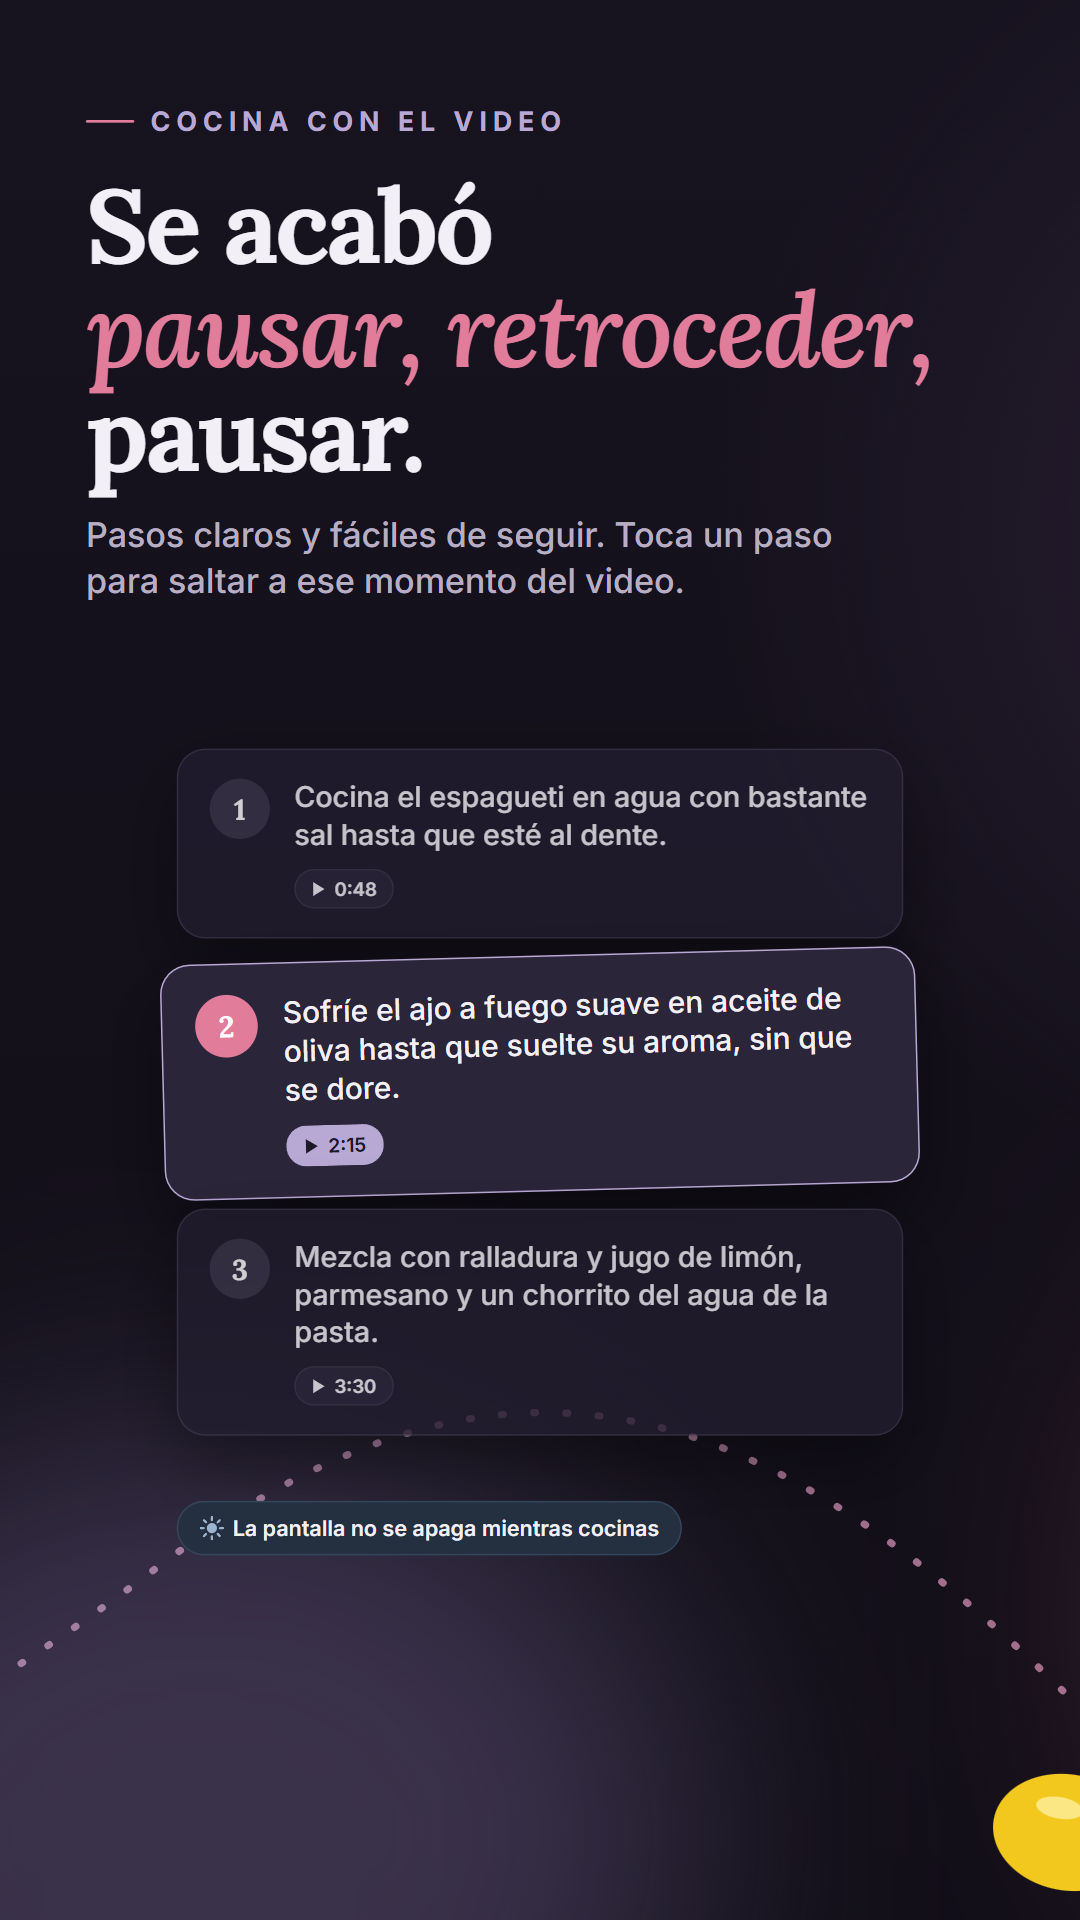 COCINA CON EL VIDEO
Se acabó
pausar, retroceder,
pausar.
Pasos claros y fáciles de seguir. Toca un paso
para saltar a ese momento del video.
1
Cocina el espagueti en agua con bastante
sal hasta que esté al dente.
0:48
2
Sofríe el ajo a fuego suave en aceite de
oliva hasta que suelte su aroma, sin que
se dore.
2:15
3
Mezcla con ralladura y jugo de limón,
parmesano y un chorrito del agua de la
pasta.
3:30
La pantalla no se apaga mientras cocinas